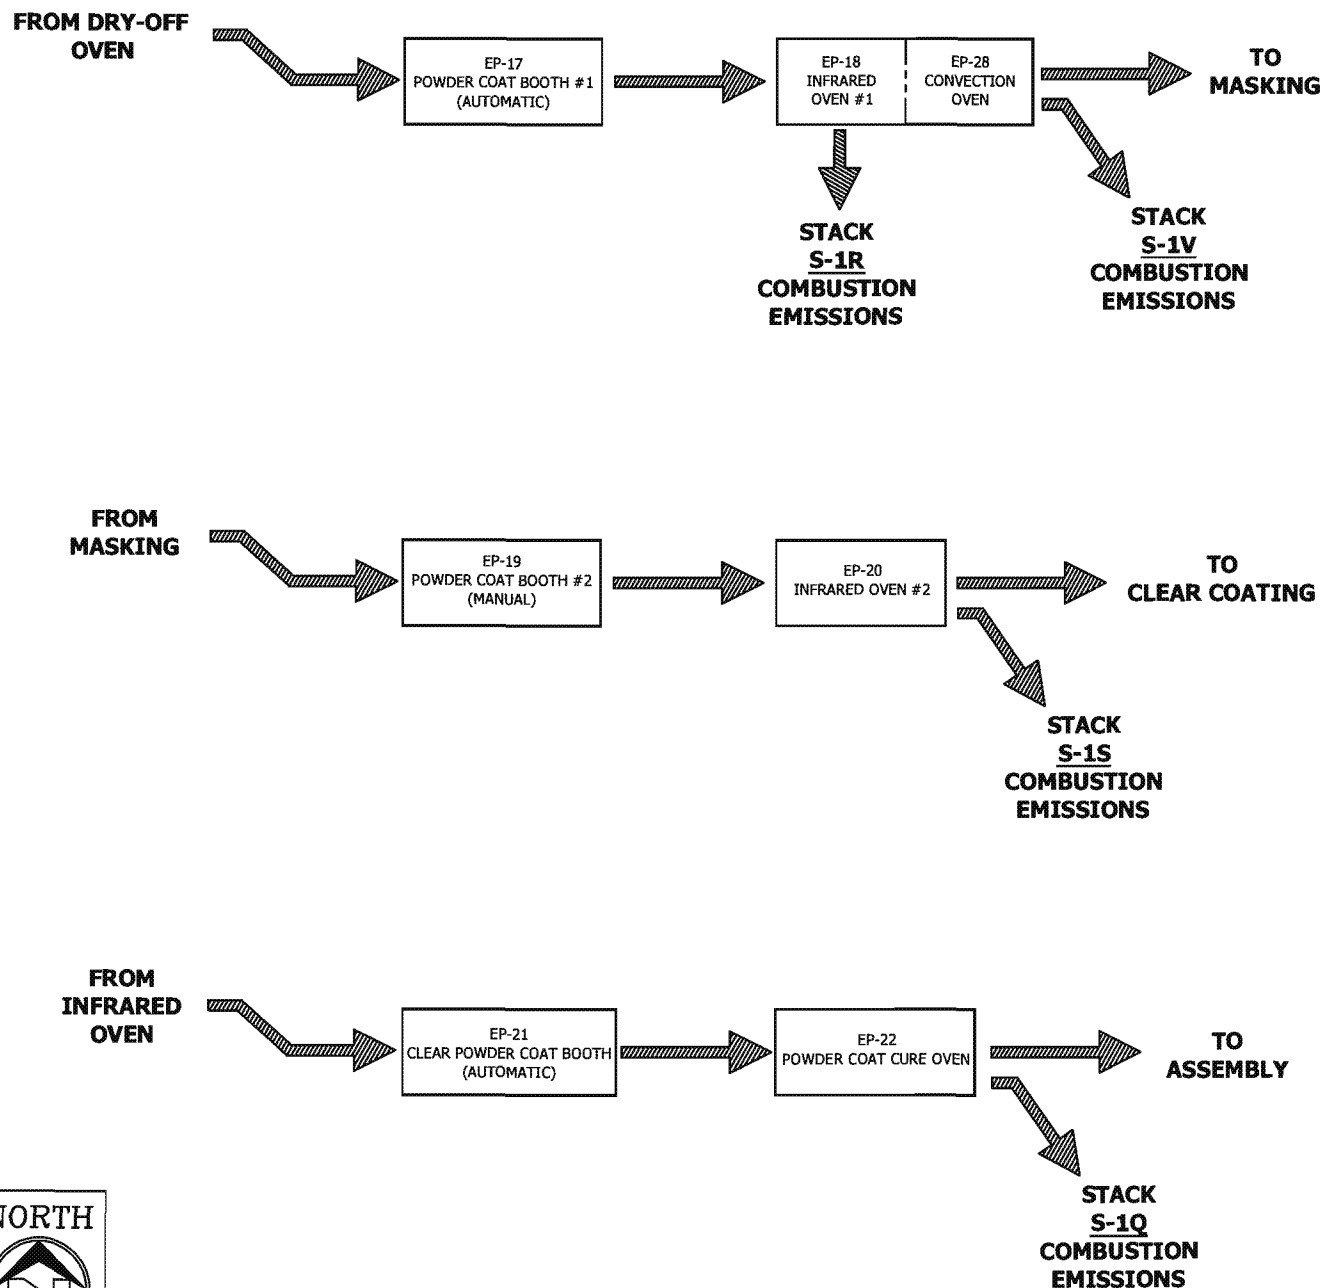 FROM DRY-OFF
OVEN
EP-17
POWDER COAT BOOTH #1
(AUTOMATIC)
EP-18
INFRARED
OVEN #1
EP-28
CONVECTION
OVEN
TO
MASKING
STACK
S-1R
COMBUSTION
EMISSIONS
STACK
S-1V
COMBUSTION
EMISSIONS
FROM
MASKING
EP-19
POWDER COAT BOOTH #2
(MANUAL)
EP-20
INFRARED OVEN #2
TO
CLEAR COATING
STACK
S-1S
COMBUSTION
EMISSIONS
FROM
INFRARED
OVEN
EP-21
CLEAR POWDER COAT BOOTH
(AUTOMATIC)
EP-22
POWDER COAT CURE OVEN
TO
ASSEMBLY
STACK
S-1Q
COMBUSTION
EMISSIONS
NORTH